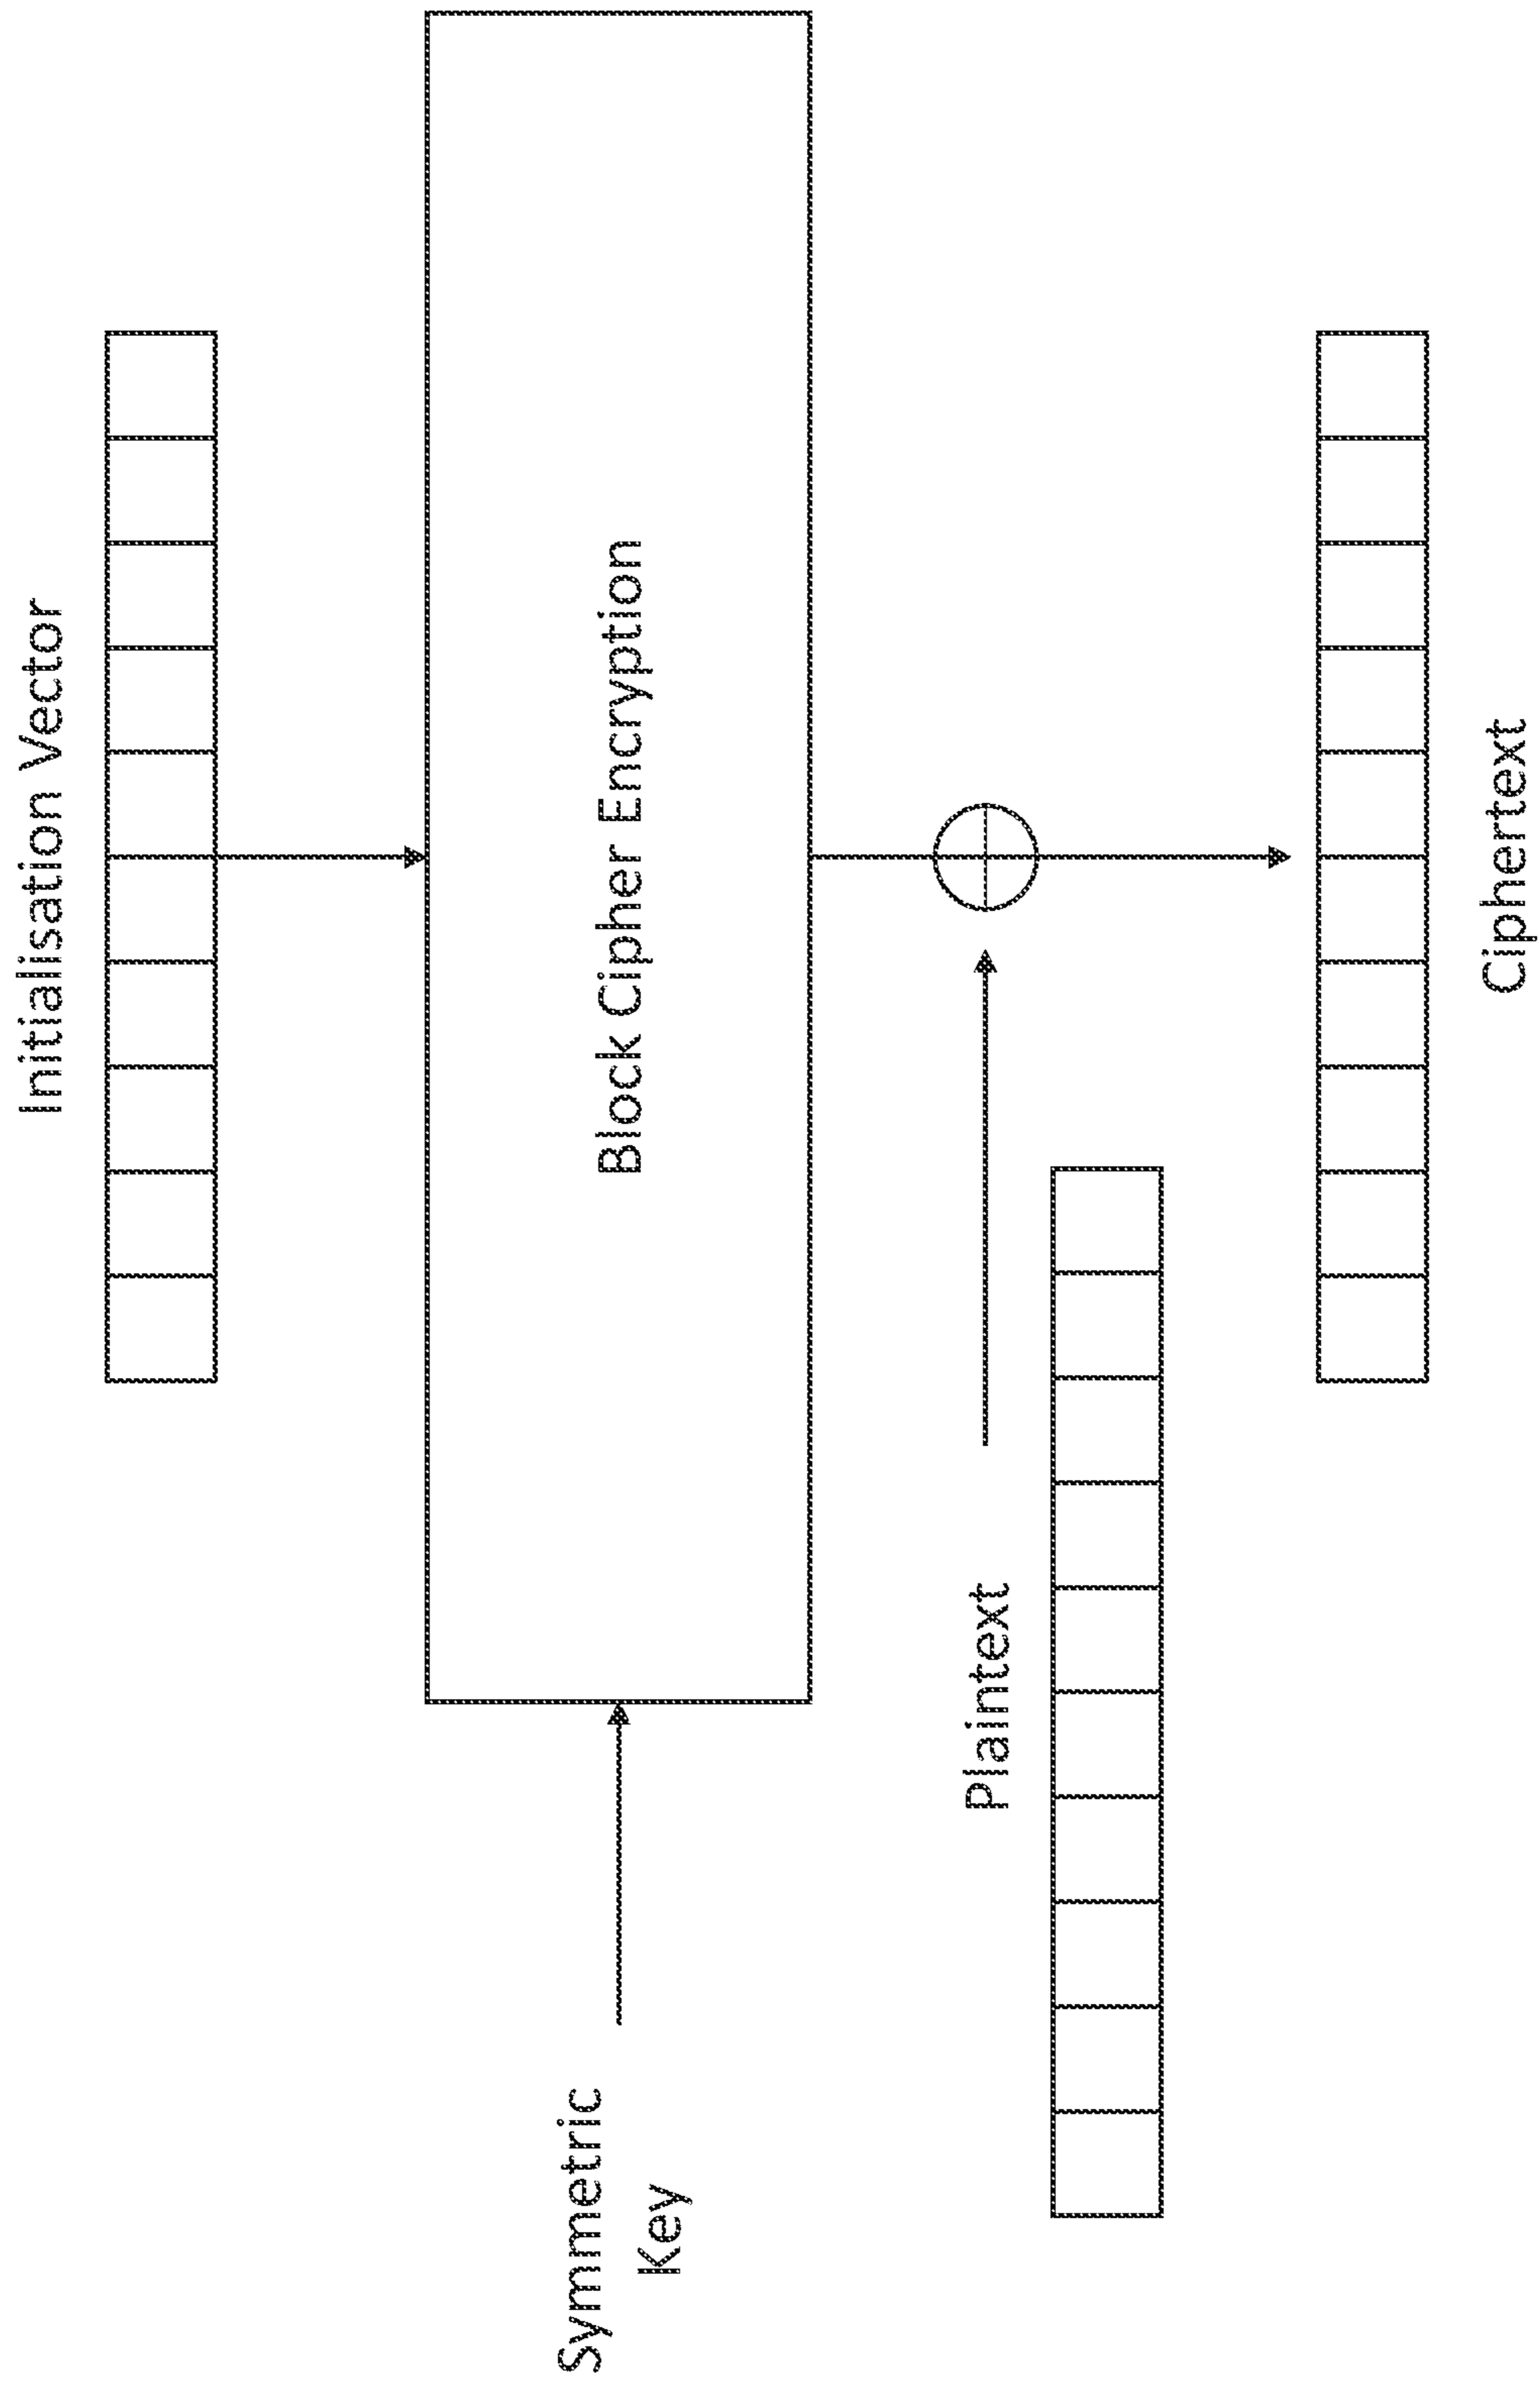 Initialisation Vector
Symmetric
Key
Block Cipher Encryption
Plaintext
Ciphertext